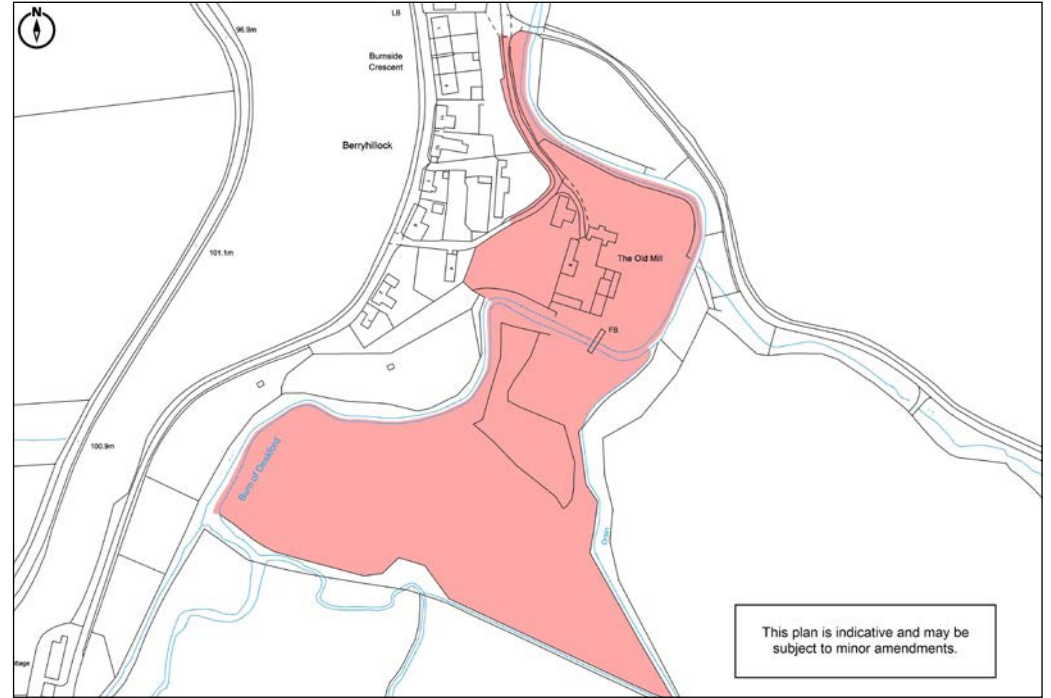 N
LB
96.9m
Burnside
Crescent
Berryhillock
101.1m
The Old Mill
FB
100.9m
Burn of Deskford
Drain
This plan is indicative and may be
subject to minor amendments.